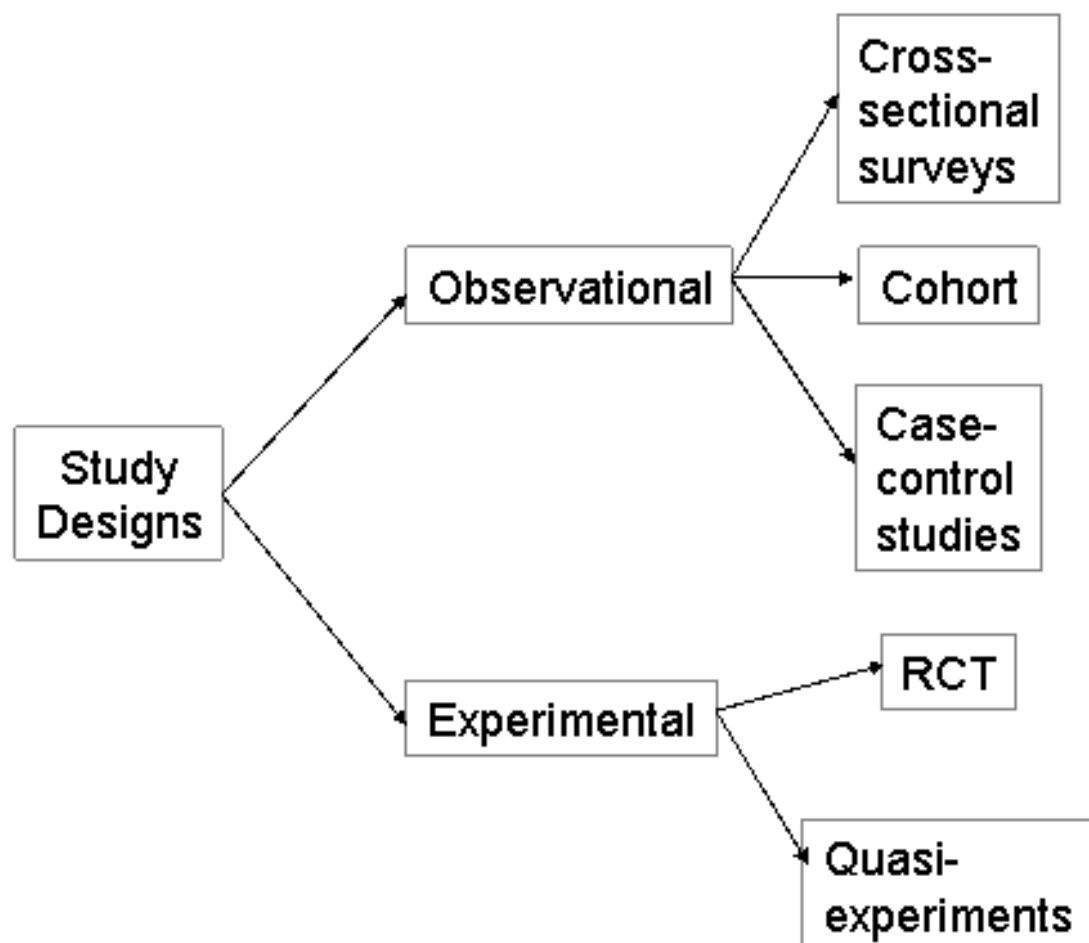 Study
Designs
Observational
Cross-
sectional
surveys
Cohort
Case-
control
studies
Experimental
RCT
Quasi-
experiments